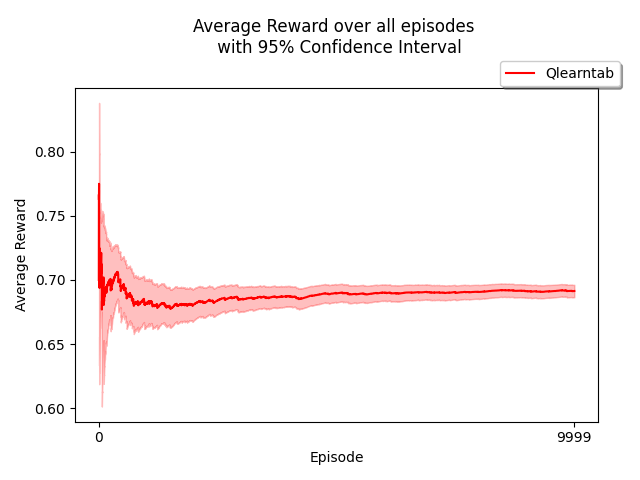 Average Reward over all episodes
with 95% Confidence Interval
Qlearntab
0.80
0.75
0.70
0.65
0.60
Average Reward
0
9999
Episode